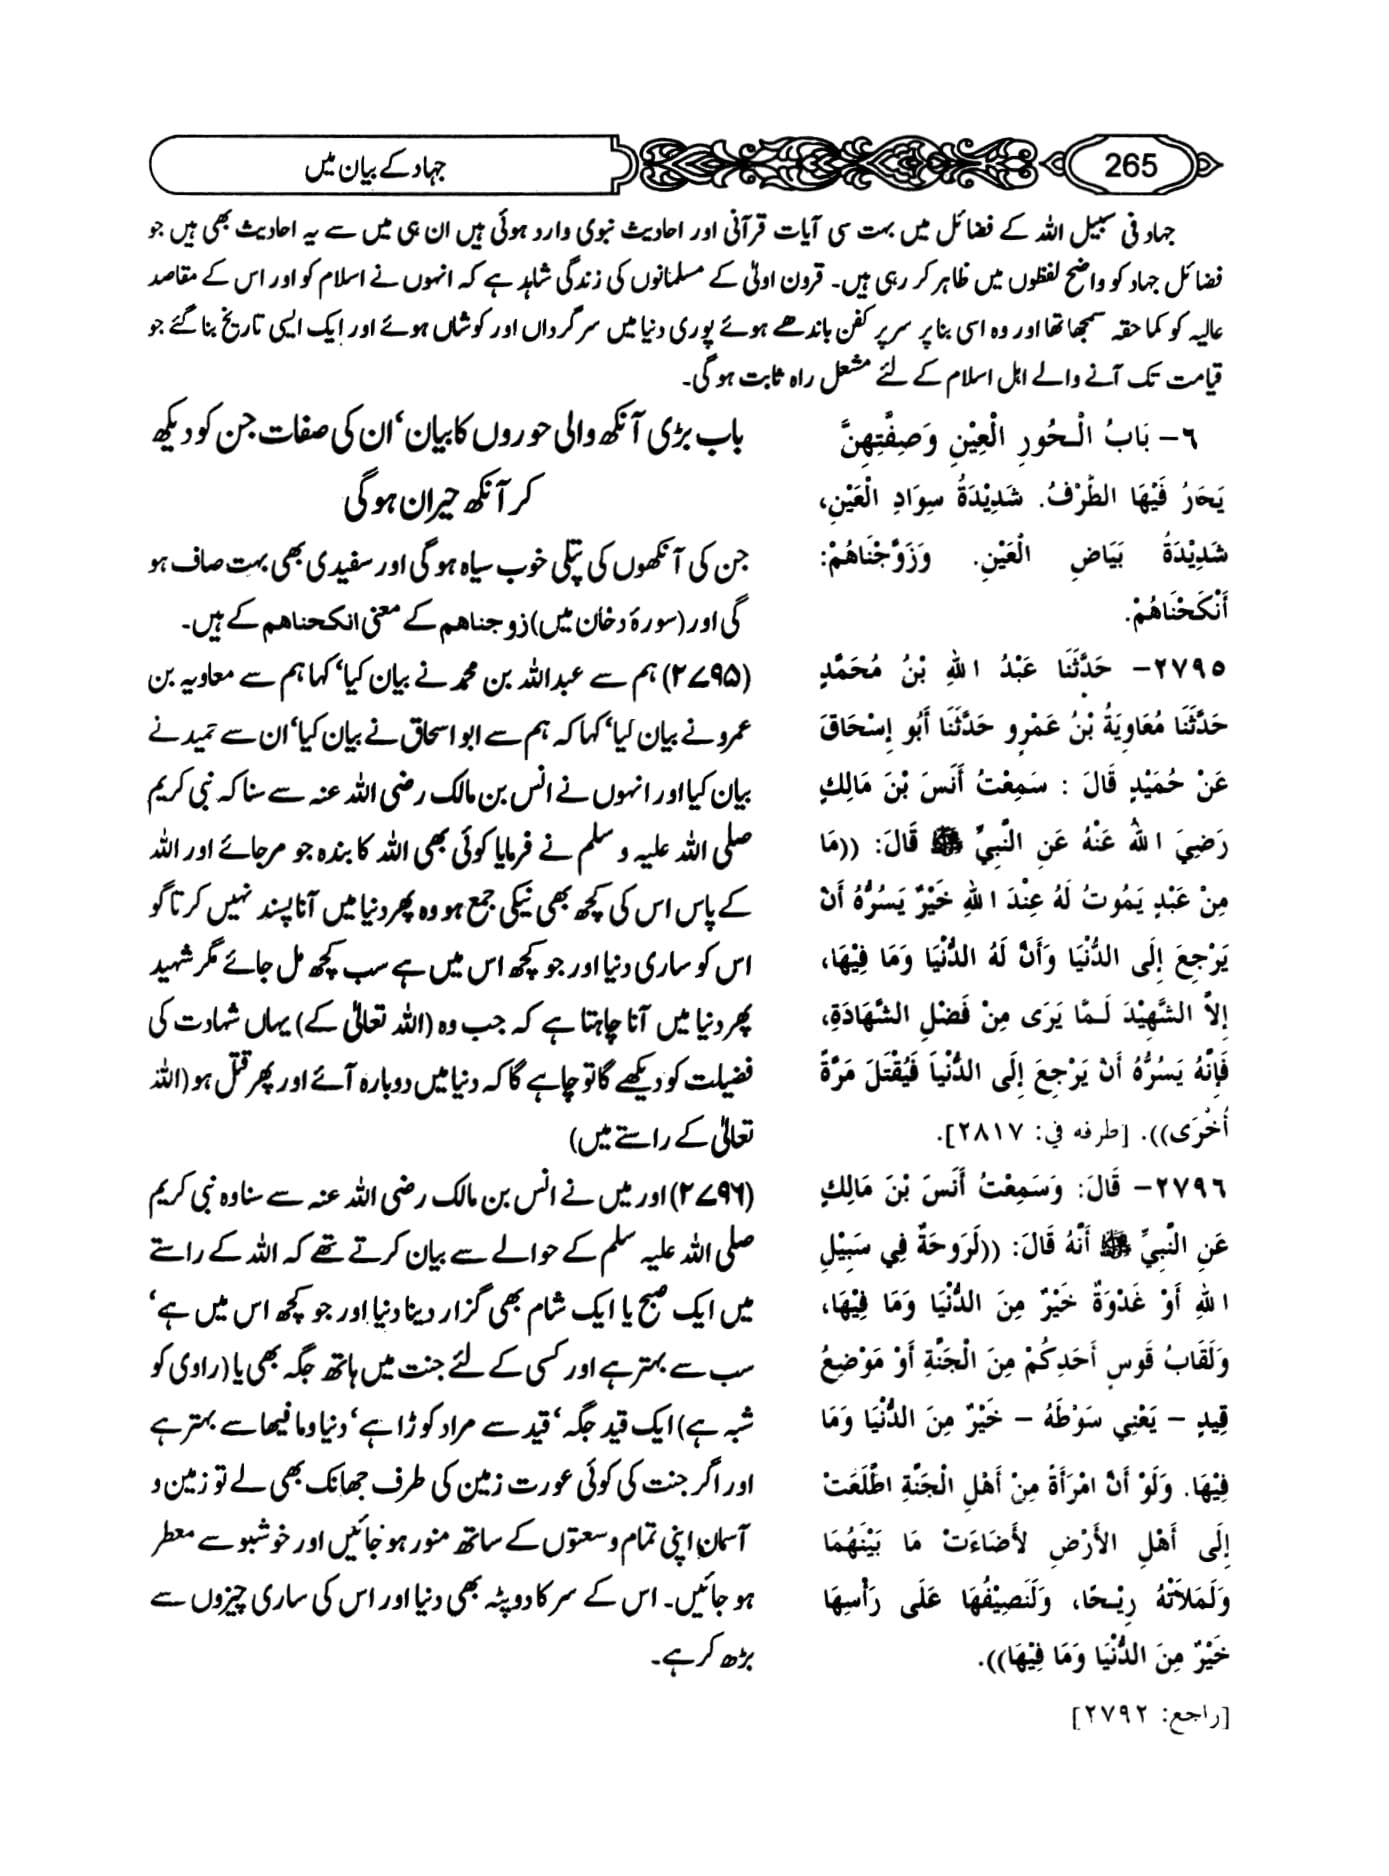 265
جہاد کے بیان میں
جہاد فی سبیل اللہ کے فضائل میں بہت سی آیات قرآنی اور احادیث نبوی وارد ہوئی ہیں ان ہی میں سے یہ احادیث بھی ہیں جو
فضائل جہاد کو واضح لفظوں میں ظاہر کر رہی ہیں۔ قرون اولیٰ کے مسلمانوں کی زندگی شاہد ہے کہ انہوں نے اسلام کو اور اس کے مقاصد
عالیہ کو کما حقہ سمجھا تھا اور وہ اسی بنا پر سر پر کفن باندھے ہوئے پوری دنیا میں سرگرداں اور کوشاں ہوئے اور ایک ایسی تاریخ بنا گئے جو
قیامت تک آنے والے اہل اسلام کے لئے مشعل راہ ثابت ہوگی۔
٦- بَابُ الْـحُورِ الْعِيْنِ وَصِفَّتِهِنَّ
يَحَارُ فَيْهَا الطَّرْفُ. شَدِيْدَةُ سِوَادِ الْعَيْنِ،
شَدِيْدَةُ بَيَاضِ الْعَيْنِ. وَزَوَّجْنَاهُمْ:
أَنْكَحْنَاهُمْ.
٢٧٩٥- حَدَّثَنَا عَبْدُ اللهِ بْنُ مُحَمَّدٍ
حَدَّثَنَا مُعَاوِيَةُ بْنُ عَمْرٍو حَدَّثَنَا أَبُو إِسْحَاقَ
عَنْ حُمَيْدٍ قَالَ : سَمِعْتُ أَنَسَ بْنَ مَالِكٍ
رَضِيَ اللهُ عَنْهُ عَنِ النَّبِيِّ ﷺ قَالَ: ((مَا
مِنْ عَبْدٍ يَمُوتُ لَهُ عِنْدَ اللهِ خَيْرٌ يَسُرُّهُ أَنْ
يَرْجِعَ إِلَى الدُّنْيَا وَأَنَّ لَهُ الدُّنْيَا وَمَا فِيْهَا،
إِلاَّ الشَّهِيْدَ لَـمَّا يَرَى مِنْ فَضْلِ الشَّهَادَةِ،
فَإِنَّهُ يَسُرُّهُ أَنْ يَرْجِعَ إِلَى الدُّنْيَا فَيُقْتَلَ مَرَّةً
أُخْرَى)). [طرفه في: ٢٨١٧].
٢٧٩٦- قَالَ: وَسَمِعْتُ أَنَسَ بْنَ مَالِكٍ
عَنِ النَّبِيِّ ﷺ أَنَّهُ قَالَ: ((لَرَوحَةٌ فِي سَبِيْلِ
اللهِ أَوْ غَدْوَةٌ خَيْرٌ مِنَ الدُّنْيَا وَمَا فِيْهَا،
وَلَقَابُ قَوسِ أَحَدِكُمْ مِنَ الْجَنَّةِ أَوْ مَوْضِعُ
قِيدٍ - يَعْنِي سَوْطَهُ - خَيْرٌ مِنَ الدُّنْيَا وَمَا
فِيْهَا. وَلَوْ أَنَّ امْرَأَةً مِنْ أَهْلِ الْجَنَّةِ اطَّلَعَتْ
إِلَى أَهْلِ الأَرْضِ لأَضَاءَتْ مَا بَيْنَهُمَا
وَلَمَلأَتْهُ رِيْـحًا، وَلَنَصِيْفُهَا عَلَى رَأْسِهَا
خَيْرٌ مِنَ الدُّنْيَا وَمَا فِيْهَا)).
[راجع: ٢٧٩٢]
باب بڑی آنکھ والی حوروں کا بیان‘ ان کی صفات جن کو دیکھ
کر آنکھ حیران ہوگی
جن کی آنکھوں کی پتلی خوب سیاہ ہوگی اور سفیدی بھی بہت صاف ہو
گی اور (سورۂ دخان میں) زوجناھم کے معنی انکحناھم کے ہیں۔
(۲۷۹۵) ہم سے عبداللہ بن محمد نے بیان کیا‘ کہا ہم سے معاویہ بن
عمرو نے بیان کیا‘ کہا کہ ہم سے ابو اسحاق نے بیان کیا‘ ان سے حمید نے
بیان کیا اور انہوں نے انس بن مالک رضی اللہ عنہ سے سنا کہ نبی کریم
صلی اللہ علیہ و سلم نے فرمایا کوئی بھی اللہ کا بندہ جو مرجائے اور اللہ
کے پاس اس کی کچھ بھی نیکی جمع ہو وہ پھر دنیا میں آنا پسند نہیں کرتا گو
اس کو ساری دنیا اور جو کچھ اس میں ہے سب کچھ مل جائے مگر شہید
پھر دنیا میں آنا چاہتا ہے کہ جب وہ (اللہ تعالیٰ کے) یہاں شہادت کی
فضیلت کو دیکھے گا تو چاہے گا کہ دنیا میں دوبارہ آئے اور پھر قتل ہو (اللہ
تعالیٰ کے راستے میں)
(۲۷۹۶) اور میں نے انس بن مالک رضی اللہ عنہ سے سنا وہ نبی کریم
صلی اللہ علیہ سلم کے حوالے سے بیان کرتے تھے کہ اللہ کے راستے
میں ایک صبح یا ایک شام بھی گزار دینا دنیا اور جو کچھ اس میں ہے‘
سب سے بہتر ہے اور کسی کے لئے جنت میں ہاتھ جگہ بھی یا (راوی کو
شبہ ہے) ایک قید جگہ‘ قید سے مراد کوڑا ہے‘ دنیا وما فیھا سے بہتر ہے
اور اگر جنت کی کوئی عورت زمین کی طرف جھانک بھی لے تو زمین و
آسمان اپنی تمام وسعتوں کے ساتھ منور ہو جائیں اور خوشبو سے معطر
ہو جائیں۔ اس کے سر کا دوپٹہ بھی دنیا اور اس کی ساری چیزوں سے
بڑھ کر ہے۔